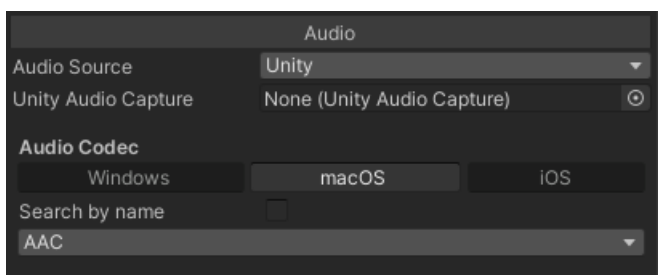 Audio
Audio Source Unity
Unity Audio Capture None (Unity Audio Capture)
Audio Codec
Windows macOS iOS
Search by name
AAC